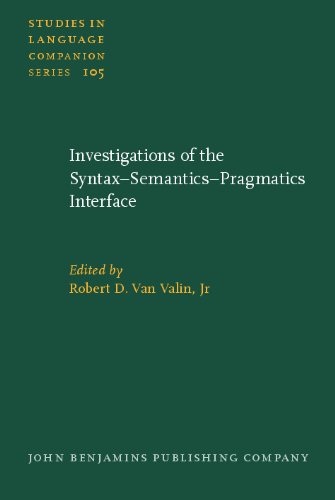 STUDIES IN
LANGUAGE
COMPANION
SERIES 105
Investigations of the
Syntax–Semantics–Pragmatics
Interface
Edited by
Robert D. Van Valin, Jr
JOHN BENJAMINS PUBLISHING COMPANY